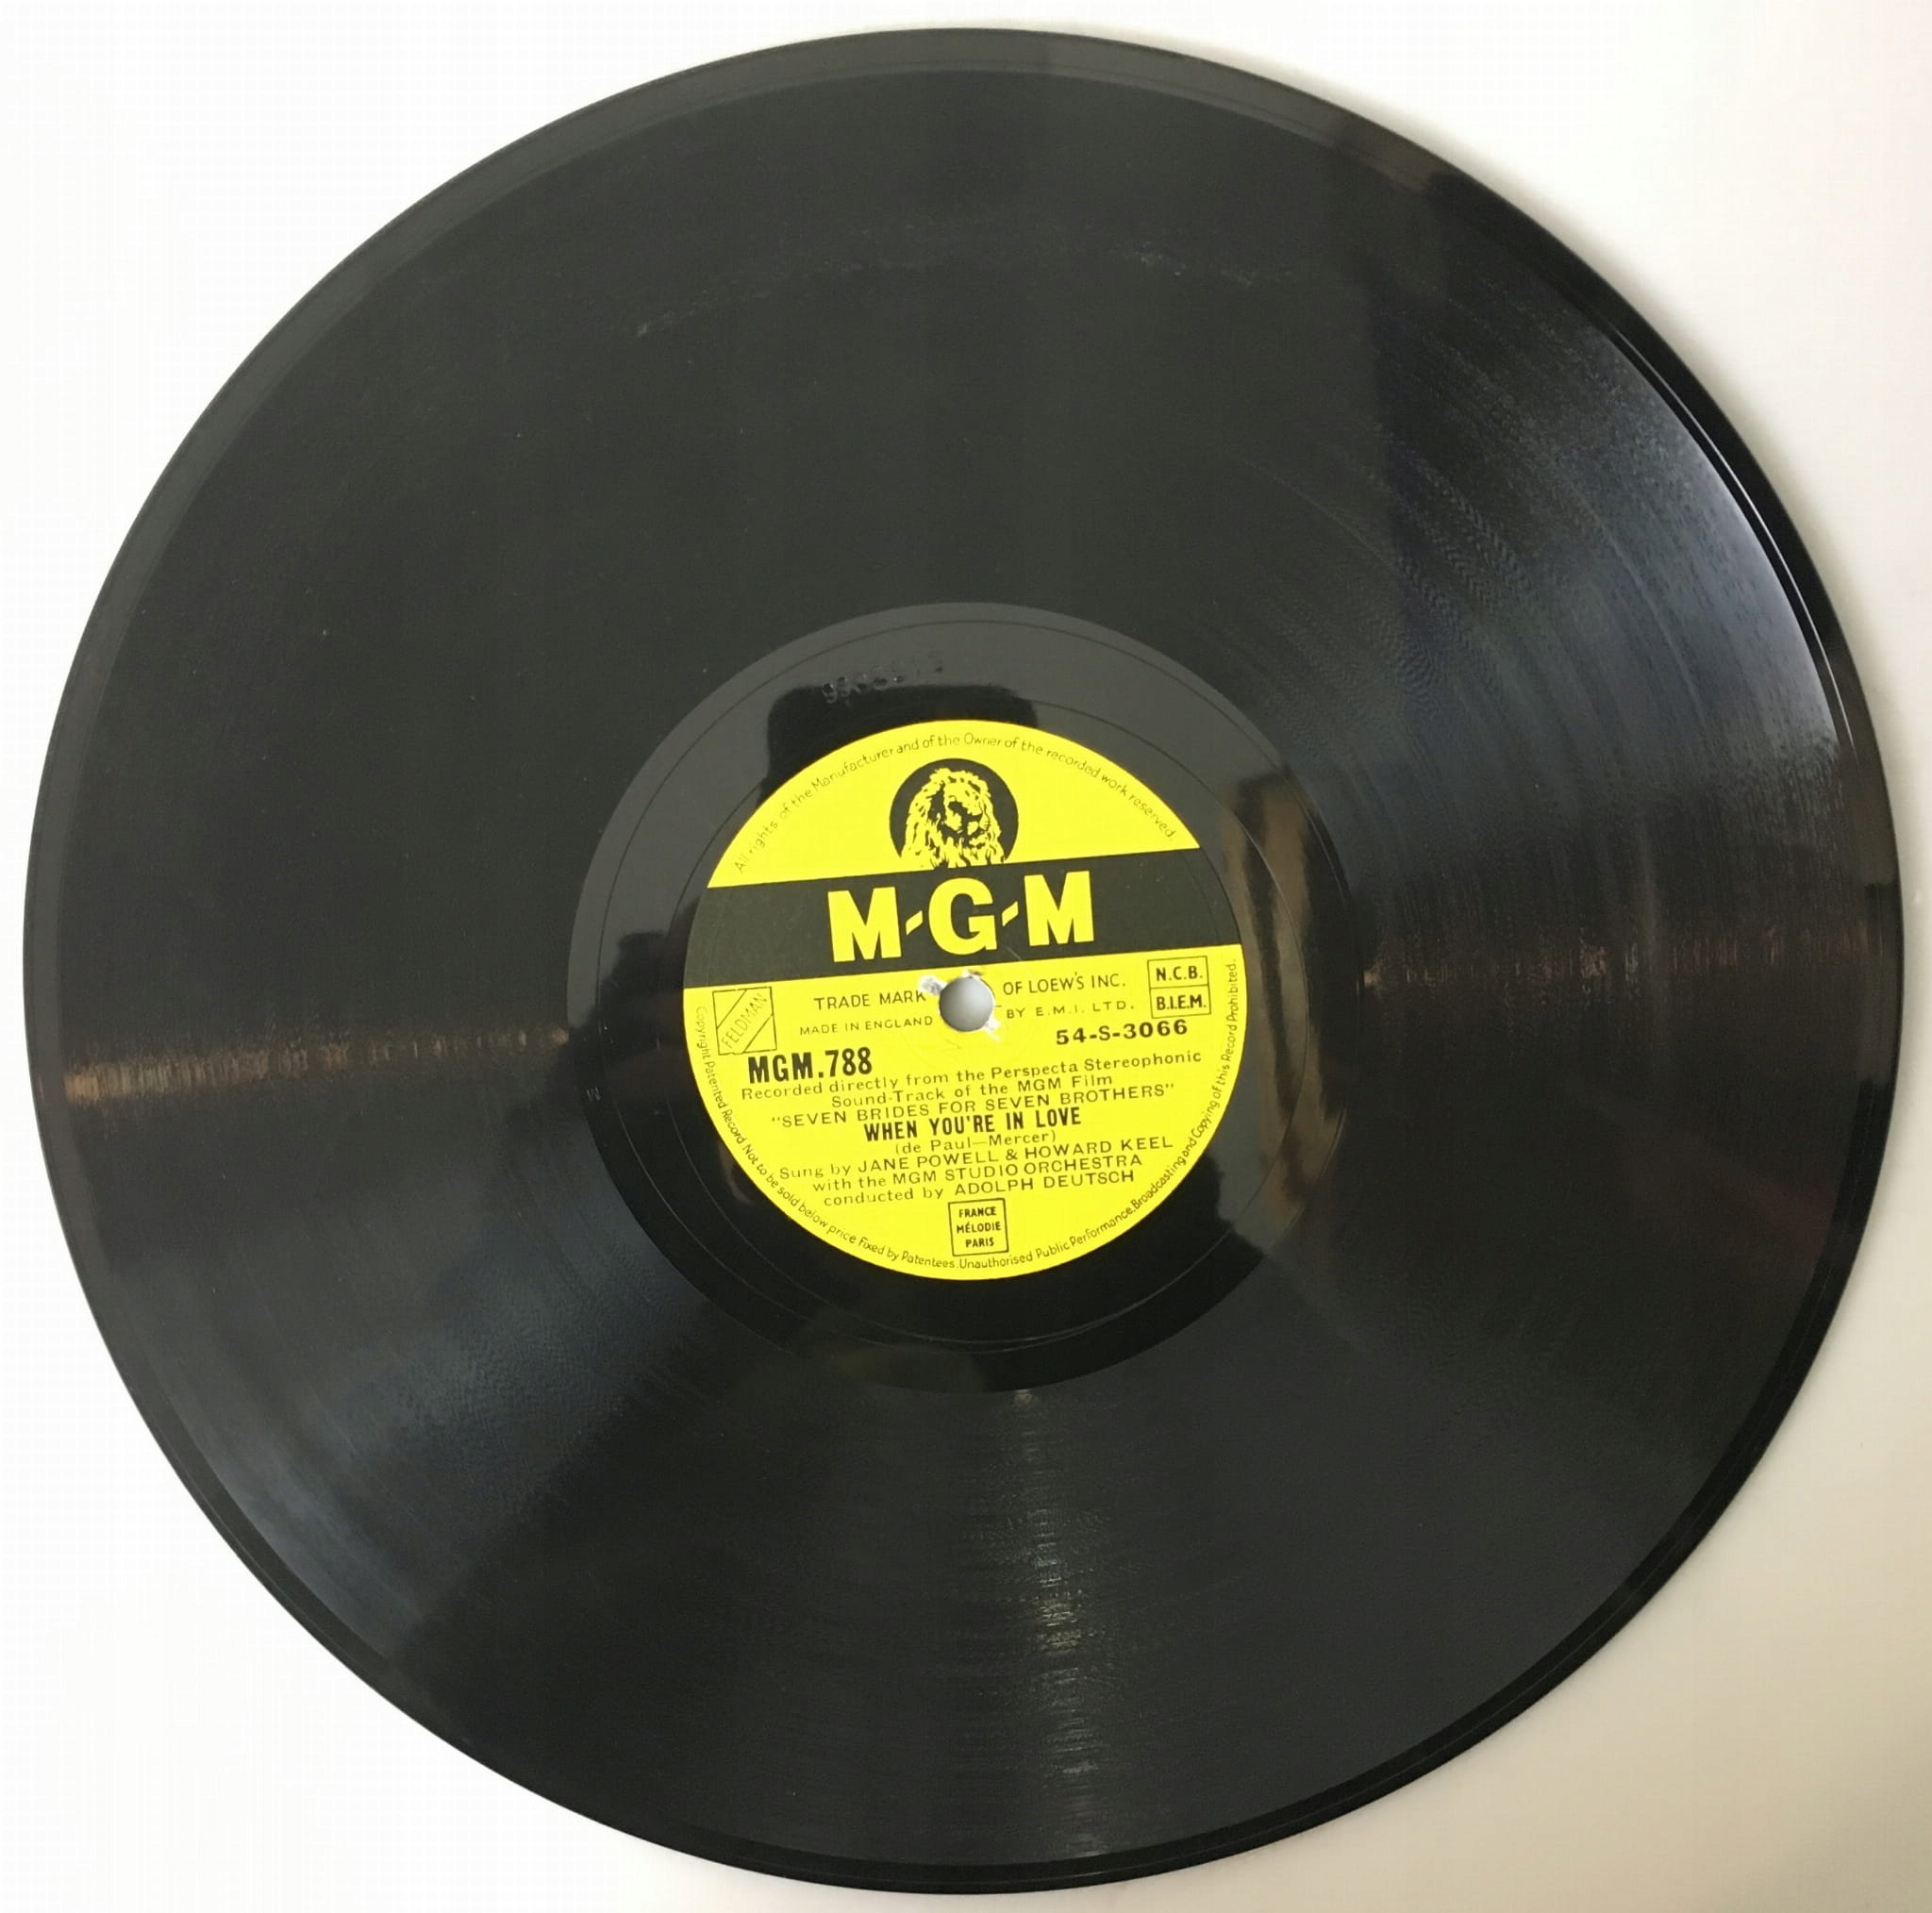 All rights of the Manufacturer and of the Owner of the recorded work reserved.
M-G-M
TRADE MARK OF LOEW'S INC.
MADE IN ENGLAND BY E.M.I. LTD.
N.C.B.
B.I.E.M.
FELDMAN
54-S-3066
MGM.788
Recorded directly from the Perspecta Stereophonic
Sound-Track of the MGM Film
"SEVEN BRIDES FOR SEVEN BROTHERS"
WHEN YOU'RE IN LOVE
(de Paul—Mercer)
Sung by JANE POWELL & HOWARD KEEL
with the MGM STUDIO ORCHESTRA
conducted by ADOLPH DEUTSCH
FRANCE
MÉLODIE
PARIS
Copyright Patented Record Not to be sold below price Fixed by Patentees. Unauthorised Public Performance, Broadcasting and Copying of this Record Prohibited.